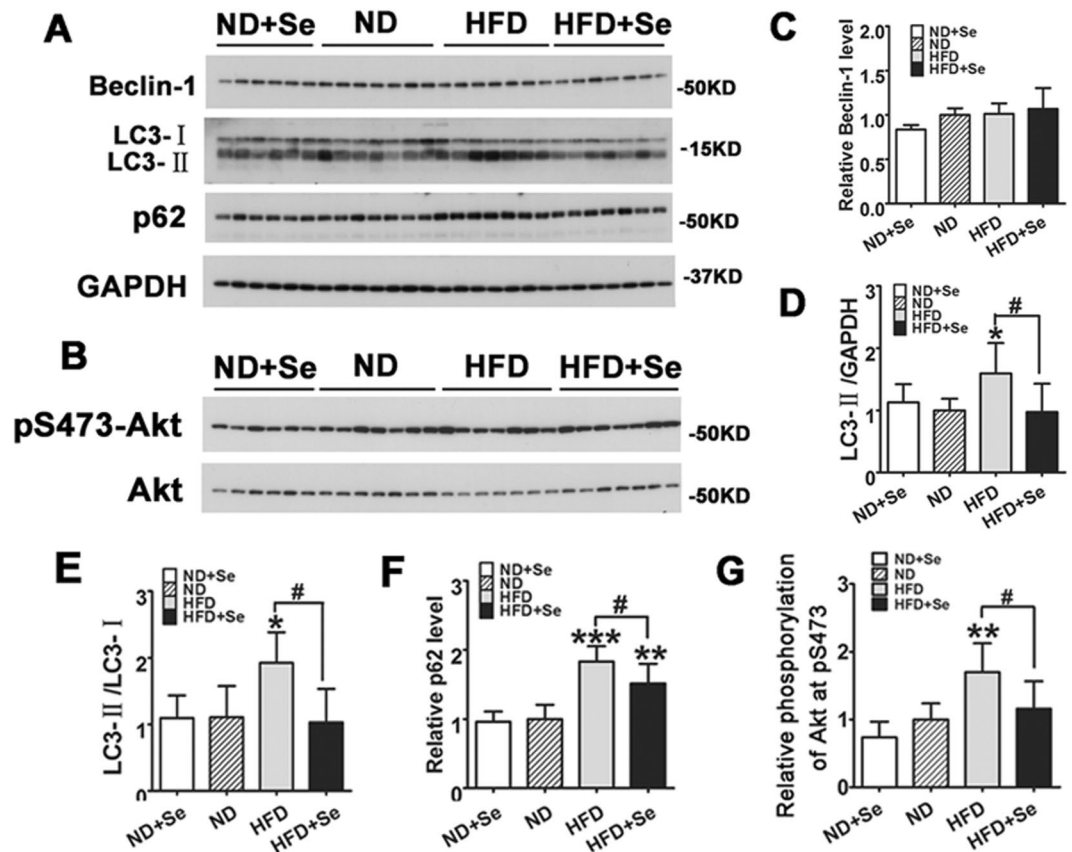 A
ND+Se ND HFD HFD+Se
Beclin-1
-50KD
LC3-Ⅰ
LC3-Ⅱ
-15KD
p62
-50KD
GAPDH
-37KD
B
ND+Se ND HFD HFD+Se
pS473-Akt
-50KD
Akt
-50KD
C
Relative Beclin-1 level
2.0
1.5
1.0
0.5
0.0
ND+Se
ND
HFD
HFD+Se
ND+Se ND HFD HFD+Se
D
LC3-Ⅱ/GAPDH
3
2
1
0
ND+Se
ND
HFD
HFD+Se
#
*
ND+Se ND HFD HFD+Se
E
LC3-Ⅱ/LC3-Ⅰ
3
2
1
0
ND+Se
ND
HFD
HFD+Se
#
*
ND+Se ND HFD HFD+Se
F
Relative p62 level
3
2
1
0
ND+Se
ND
HFD
HFD+Se
#
***
**
ND+Se ND HFD HFD+Se
G
Relative phosphorylation
of Akt at pS473
3
2
1
0
ND+Se
ND
HFD
HFD+Se
#
**
ND+Se ND HFD HFD+Se